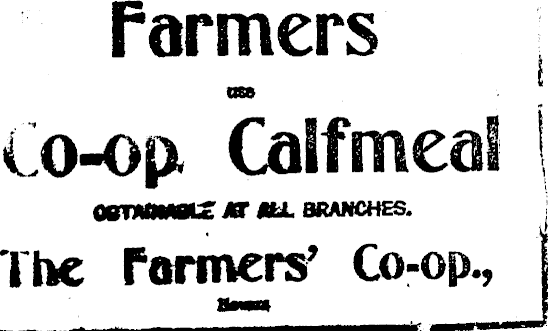 Farmers
use
Co-op. Calfmeal
OBTAINABLE AT ALL BRANCHES.
The Farmers' Co-op.,